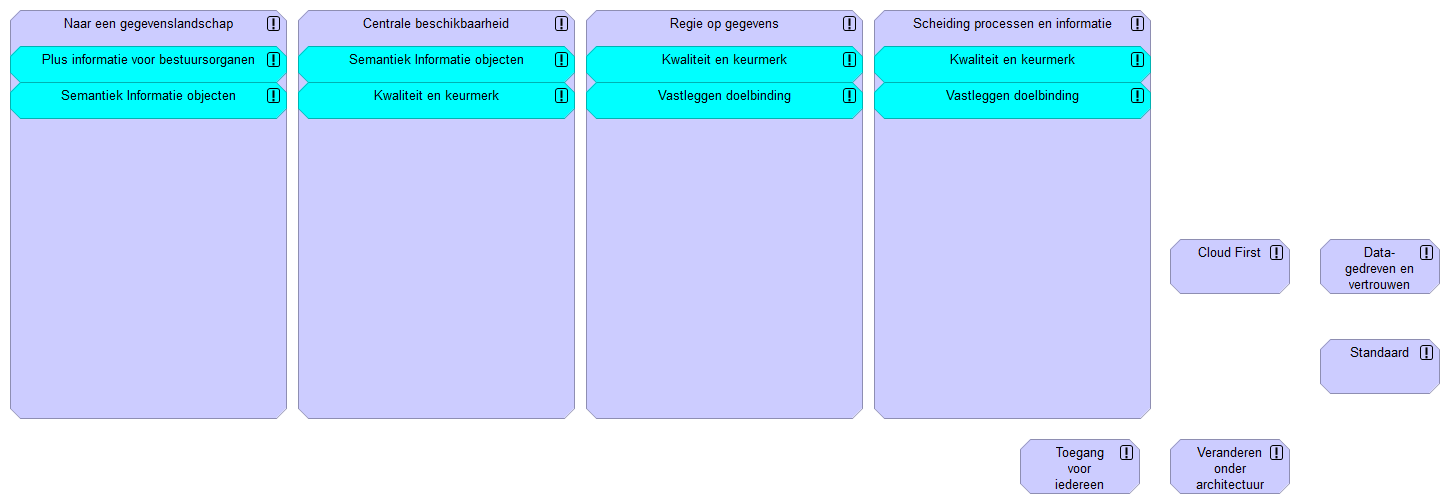 Naar een gegevenslandschap
Plus informatie voor bestuursorganen
Semantiek Informatie objecten
Centrale beschikbaarheid
Semantiek Informatie objecten
Kwaliteit en keurmerk
Regie op gegevens
Kwaliteit en keurmerk
Vastleggen doelbinding
Scheiding processen en informatie
Kwaliteit en keurmerk
Vastleggen doelbinding
Cloud First
Data-
gedreven en
vertrouwen
Standaard
Toegang
voor
iedereen
Veranderen
onder
architectuur